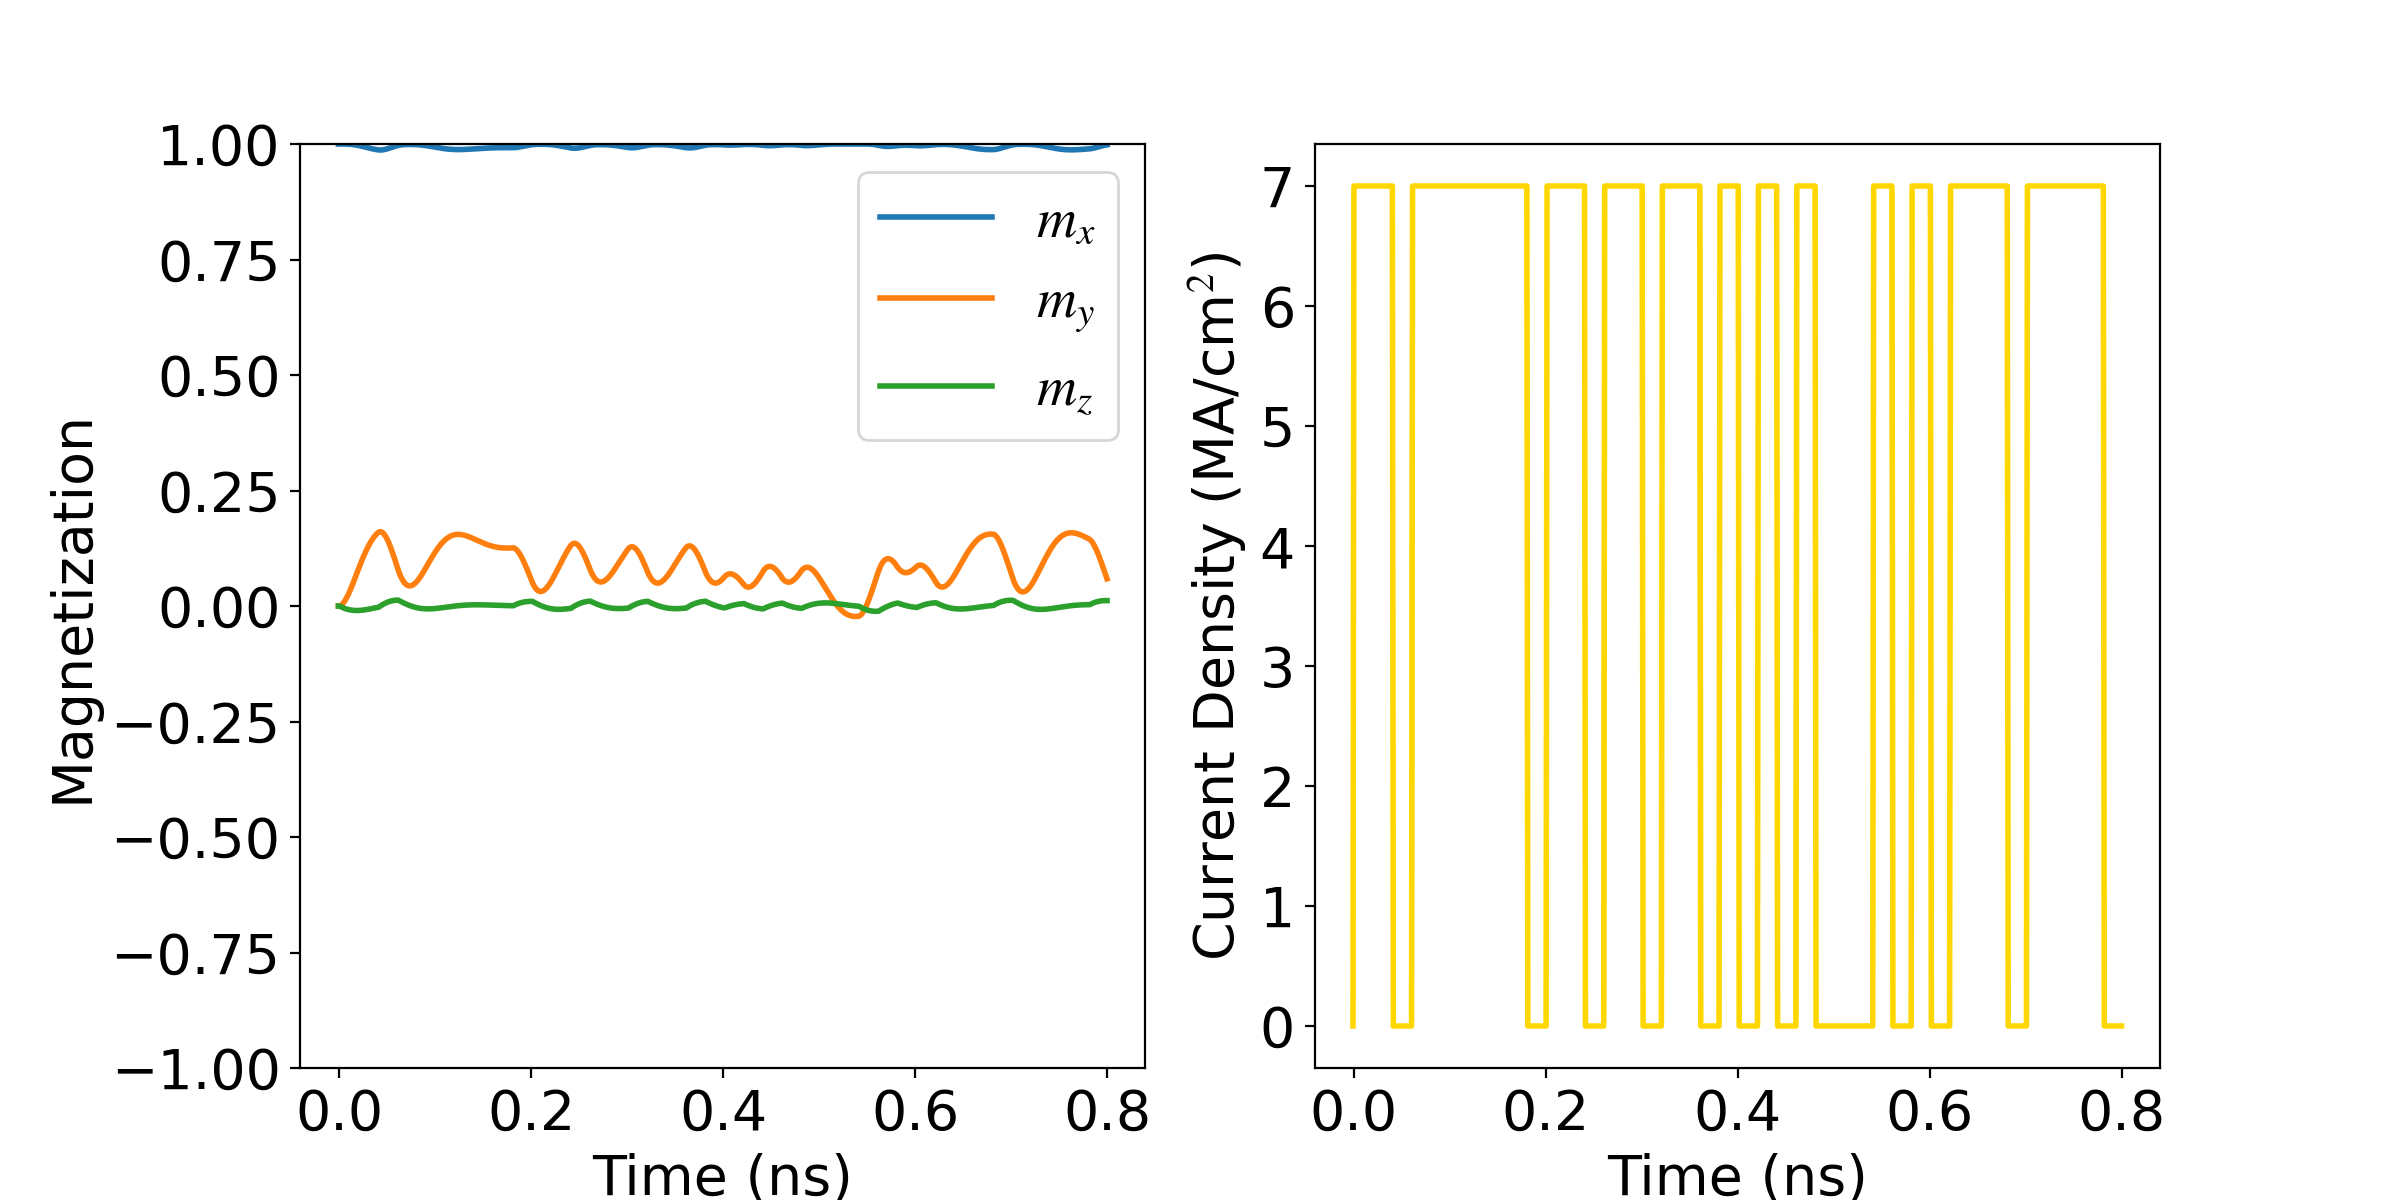 1.00
0.75
0.50
0.25
0.00
−0.25
−0.50
−0.75
−1.00
Magnetization
0.0 0.2 0.4 0.6 0.8
Time (ns)
m_x
m_y
m_z
7
6
5
4
3
2
1
0
Current Density (MA/cm²)
0.0 0.2 0.4 0.6 0.8
Time (ns)